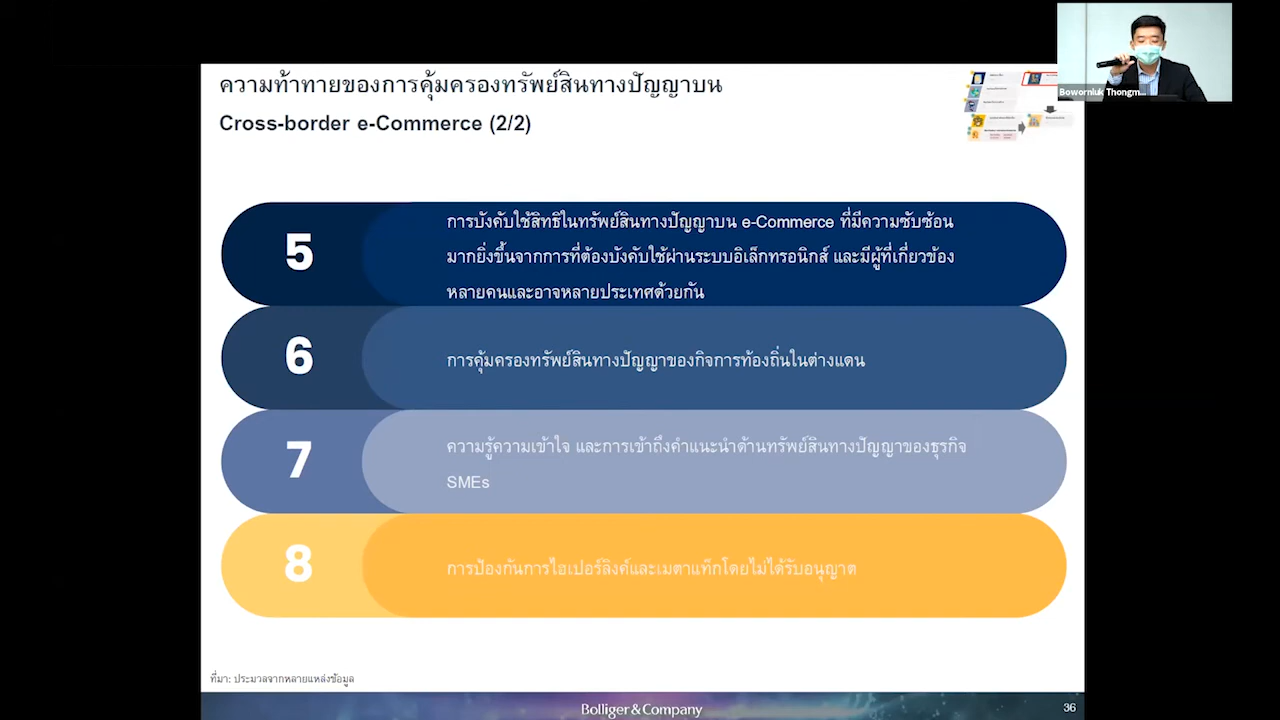 ความท้าทายของการคุ้มครองทรัพย์สินทางปัญญาบน
Cross-border e-Commerce (2/2)
Bowornluk Thongm...
5
การบังคับใช้สิทธิในทรัพย์สินทางปัญญาบน e-Commerce ที่มีความซับซ้อน
มากยิ่งขึ้นจากการที่ต้องบังคับใช้ผ่านระบบอิเล็กทรอนิกส์ และมีผู้ที่เกี่ยวข้อง
หลายคนและอาจหลายประเทศด้วยกัน
6
การคุ้มครองทรัพย์สินทางปัญญาของกิจการท้องถิ่นในต่างแดน
7
ความรู้ความเข้าใจ และการเข้าถึงคำแนะนำด้านทรัพย์สินทางปัญญาของธุรกิจ
SMEs
8
การป้องกันการไฮเปอร์ลิงค์และเมตาแท็กโดยไม่ได้รับอนุญาต
ที่มา: ประมวลจากหลายแหล่งข้อมูล
Bolliger & Company
36